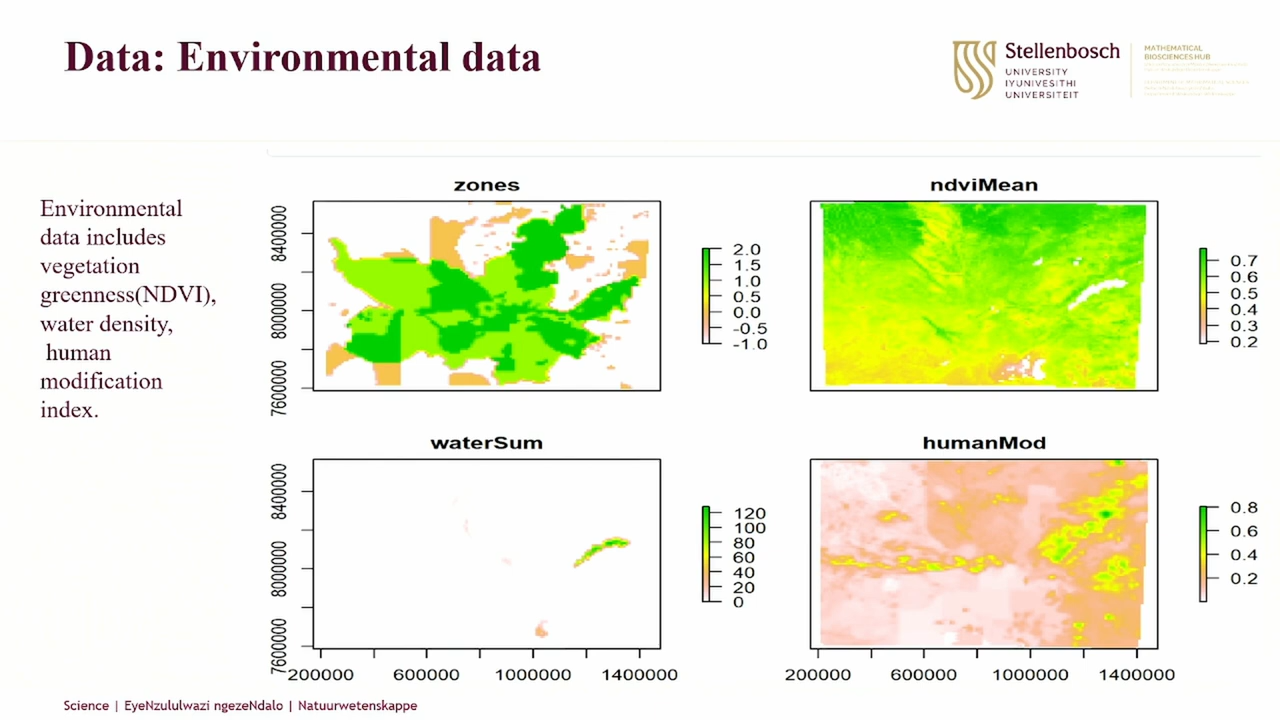 Data: Environmental data
Stellenbosch
UNIVERSITY
IYUNIVESITHI
UNIVERSITEIT
MATHEMATICAL
BIOSCIENCES HUB
Environmental
data includes
vegetation
greenness(NDVI),
water density,
human
modification
index.
zones
8400000
8000000
7600000
2.0
1.5
1.0
0.5
0.0
-0.5
-1.0
ndviMean
0.7
0.6
0.5
0.4
0.3
0.2
waterSum
8400000
8000000
7600000
200000 600000 1000000 1400000
120
100
80
60
40
20
0
humanMod
200000 600000 1000000 1400000
0.8
0.6
0.4
0.2
Science | EyeNzululwazi ngezeNdalo | Natuurwetenskappe